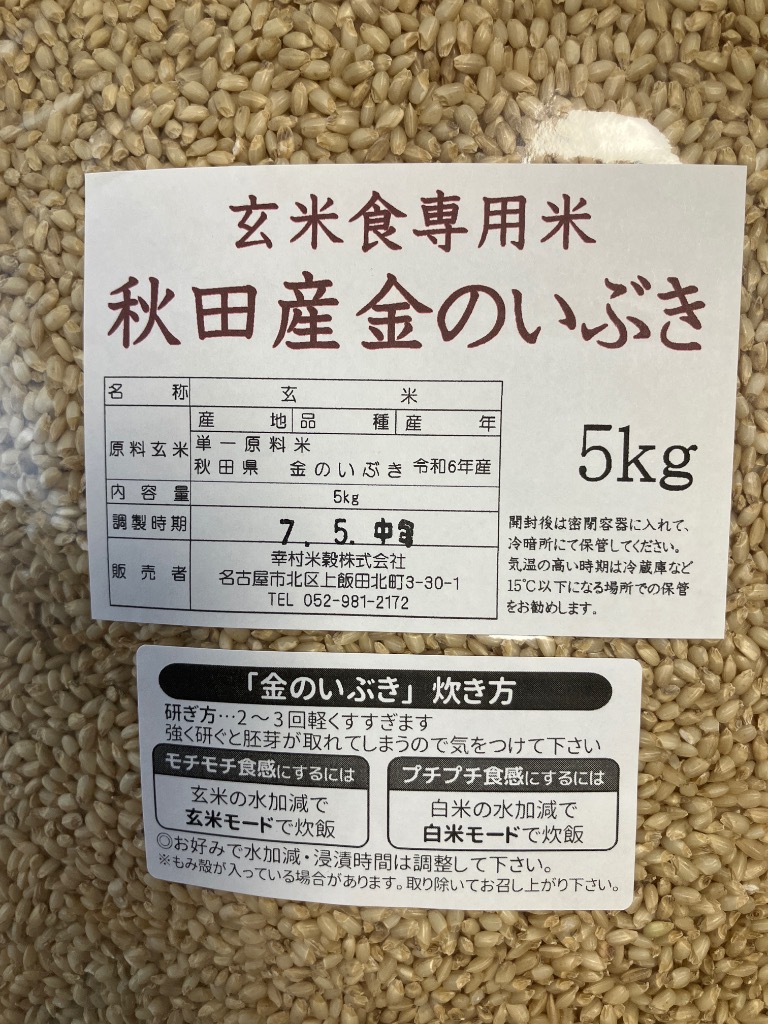 玄米食専用米
秋田産金のいぶき
名 称 玄 米
原料玄米 産 地 品 種 産 年
単一原料米
秋田県 金のいぶき 令和6年産
内容量 5kg
調製時期 7. 5. 中旬
販売者 幸村米穀株式会社
名古屋市北区上飯田北町3-30-1
TEL 052-981-2172
5kg
開封後は密閉容器に入れて、
冷暗所にて保管してください。
気温の高い時期は冷蔵庫など
15℃以下になる場所での保管
をお勧めします。
「金のいぶき」炊き方
研ぎ方…2～3回軽くすすぎます
強く研ぐと胚芽が取れてしまうので気をつけて下さい
モチモチ食感にするには
玄米の水加減で
玄米モードで炊飯
プチプチ食感にするには
白米の水加減で
白米モードで炊飯
◎お好みで水加減・浸漬時間は調整して下さい。
※もみ殻が入っている場合があります。取り除いてお召し上がり下さい。